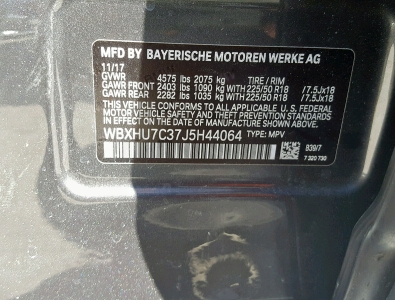 MFD BY BAYERISCHE MOTOREN WERKE AG
11/17
GVWR 4575 lbs 2075 kg TIRE / RIM
GAWR FRONT 2403 lbs 1090 kg WITH 225/50 R18 /7.5Jx18
GAWR REAR 2282 lbs 1035 kg WITH 225/50 R18 /7.5Jx18
THIS VEHICLE CONFORMS TO ALL APPLICABLE U.S. FEDERAL
MOTOR VEHICLE SAFETY AND THEFT PREVENTION STANDARDS
IN EFFECT ON THE DATE OF MANUFACTURE SHOWN ABOVE.
WBXHU7C37J5H44064 TYPE: MPV
B39/7
7 320 730